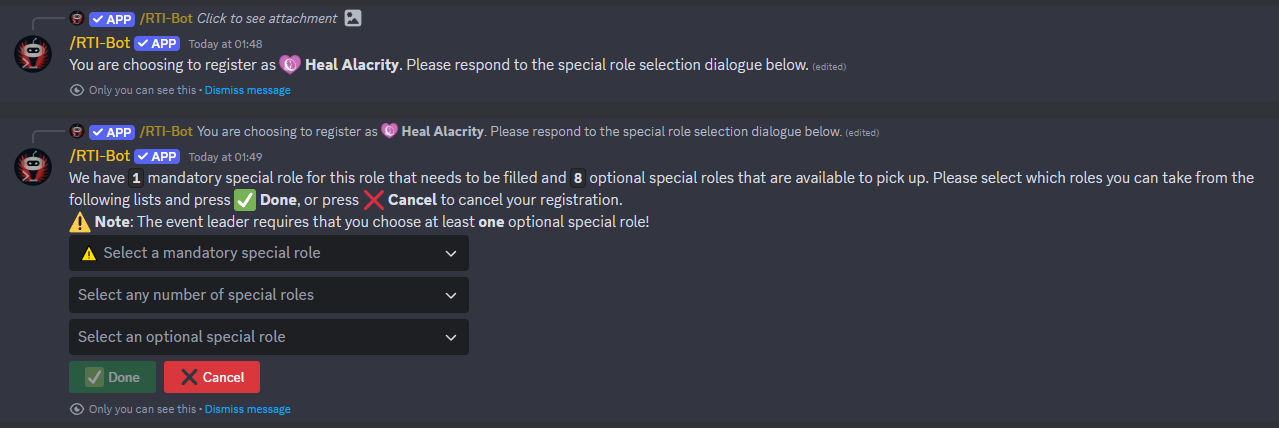 APP /RTI-Bot Click to see attachment
/RTI-Bot APP Today at 01:48
You are choosing to register as Heal Alacrity. Please respond to the special role selection dialogue below. (edited)
Only you can see this • Dismiss message
APP /RTI-Bot You are choosing to register as Heal Alacrity. Please respond to the special role selection dialogue below. (edited)
/RTI-Bot APP Today at 01:49
We have 1 mandatory special role for this role that needs to be filled and 8 optional special roles that are available to pick up. Please select which roles you can take from the
following lists and press ✅ Done, or press ❌ Cancel to cancel your registration.
⚠️ Note: The event leader requires that you choose at least one optional special role!
⚠️ Select a mandatory special role
Select any number of special roles
Select an optional special role
✅ Done ❌ Cancel
Only you can see this • Dismiss message